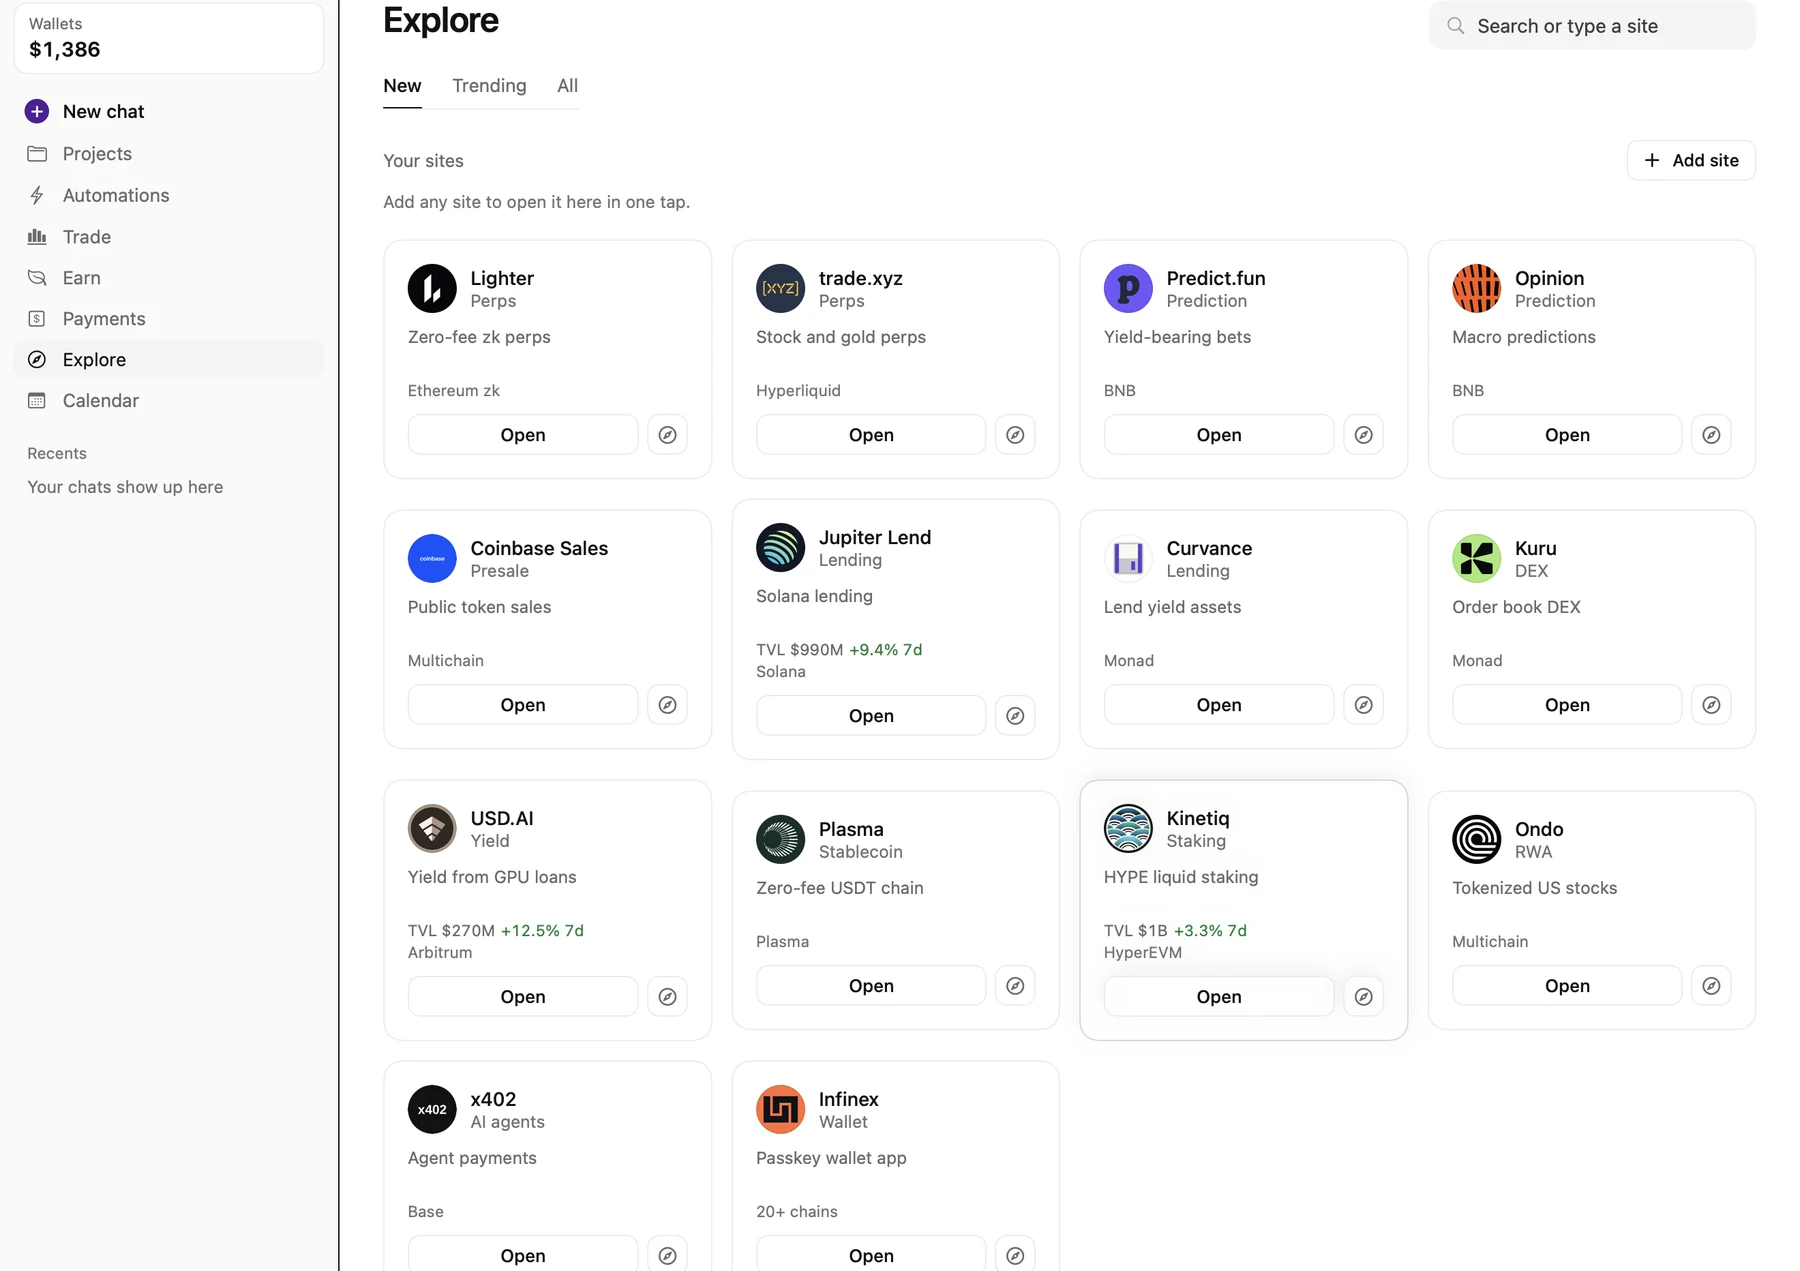 Wallets
$1,386
New chat
Projects
Automations
Trade
Earn
Payments
Explore
Calendar
Recents
Your chats show up here
Explore
Search or type a site
New
Trending
All
Your sites
Add site
Add any site to open it here in one tap.
Lighter
Perps
Zero-fee zk perps
Ethereum zk
Open
[XYZ]
trade.xyz
Perps
Stock and gold perps
Hyperliquid
Open
p
Predict.fun
Prediction
Yield-bearing bets
BNB
Open
Opinion
Prediction
Macro predictions
BNB
Open
coinbase
Coinbase Sales
Presale
Public token sales
Multichain
Open
Jupiter Lend
Lending
Solana lending
TVL $990M +9.4% 7d
Solana
Open
Curvance
Lending
Lend yield assets
Monad
Open
Kuru
DEX
Order book DEX
Monad
Open
USD.AI
Yield
Yield from GPU loans
TVL $270M +12.5% 7d
Arbitrum
Open
Plasma
Stablecoin
Zero-fee USDT chain
Plasma
Open
Kinetiq
Staking
HYPE liquid staking
TVL $1B +3.3% 7d
HyperEVM
Open
Ondo
RWA
Tokenized US stocks
Multichain
Open
x402
x402
AI agents
Agent payments
Base
Open
Infinex
Wallet
Passkey wallet app
20+ chains
Open